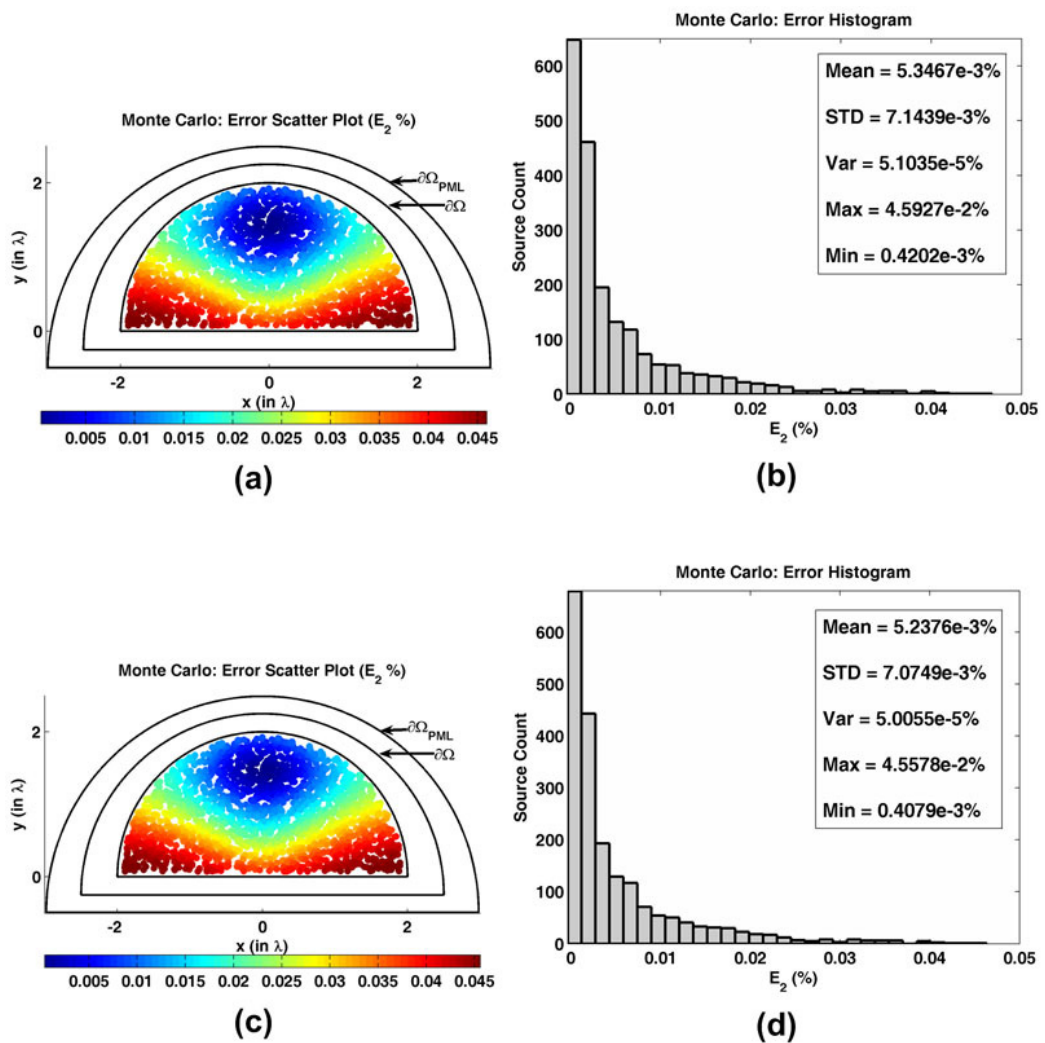 Monte Carlo: Error Scatter Plot (E2 %)
∂ΩPML
∂Ω
y (in λ)
2
0
-2 0 2
x (in λ)
0.005 0.01 0.015 0.02 0.025 0.03 0.035 0.04 0.045
(a)
Monte Carlo: Error Histogram
Source Count
600
500
400
300
200
100
0
0 0.01 0.02 0.03 0.04 0.05
E2 (%)
Mean = 5.3467e-3%
STD = 7.1439e-3%
Var = 5.1035e-5%
Max = 4.5927e-2%
Min = 0.4202e-3%
(b)
Monte Carlo: Error Scatter Plot (E2 %)
∂ΩPML
∂Ω
y (in λ)
2
0
-2 0 2
x (in λ)
0.005 0.01 0.015 0.02 0.025 0.03 0.035 0.04 0.045
(c)
Monte Carlo: Error Histogram
Source Count
600
500
400
300
200
100
0
0 0.01 0.02 0.03 0.04 0.05
E2 (%)
Mean = 5.2376e-3%
STD = 7.0749e-3%
Var = 5.0055e-5%
Max = 4.5578e-2%
Min = 0.4079e-3%
(d)